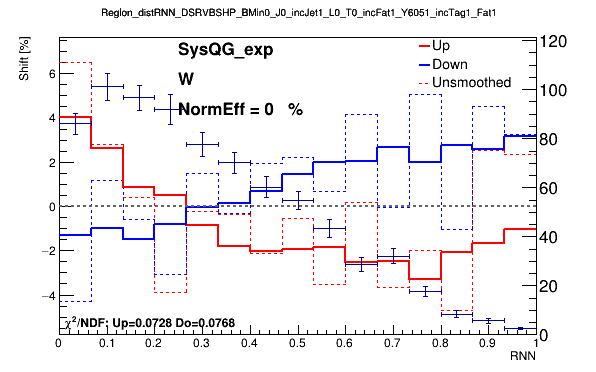 Region_distRNN_DSRVBSHP_BMin0_J0_incJet1_L0_T0_incFat1_Y6051_incTag1_Fat1
Shift [%]
SysQG_exp
W
NormEff = 0 %
Up
Down
Unsmoothed
6
4
2
0
−2
−4
120
100
80
60
40
20
0
χ²/NDF: Up=0.0728 Do=0.0768
0 0.1 0.2 0.3 0.4 0.5 0.6 0.7 0.8 0.9 1
RNN